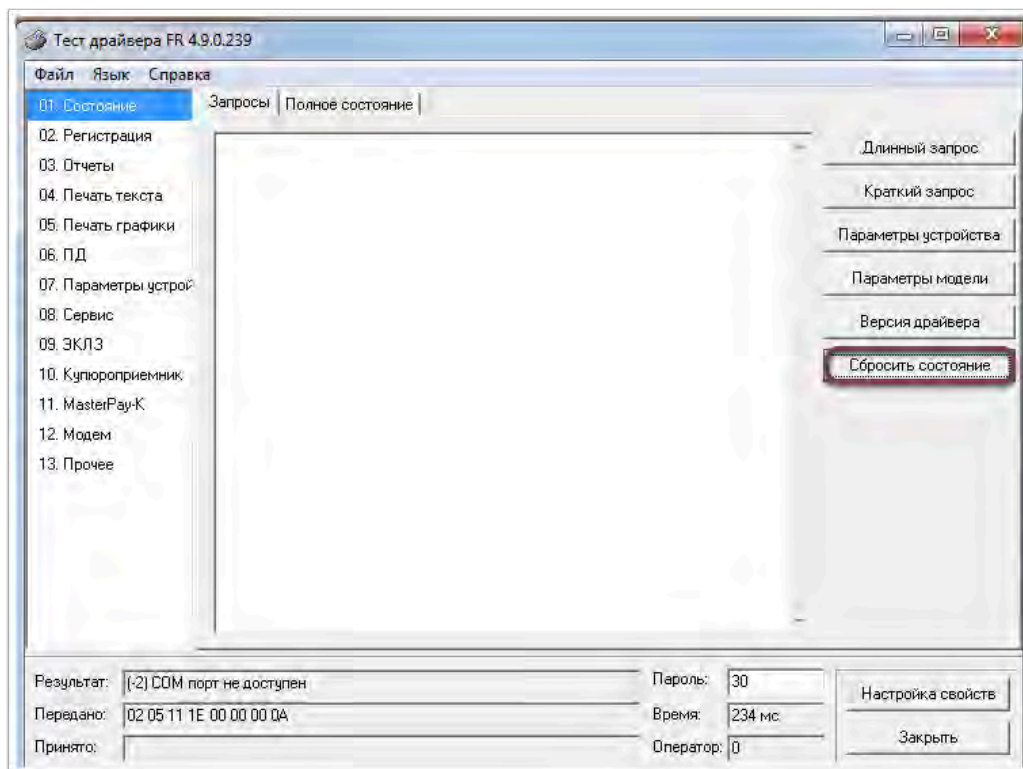 Тест драйвера FR 4.9.0.239
Файл Язык Справка
01. Состояние
02. Регистрация
03. Отчеты
04. Печать текста
05. Печать графики
06. ПД
07. Параметры устрой
08. Сервис
09. ЭКЛЗ
10. Купюроприемник
11. MasterPay-K
12. Модем
13. Прочее
Запросы Полное состояние
Длинный запрос
Краткий запрос
Параметры устройства
Параметры модели
Версия драйвера
Сбросить состояние
Результат: (-2) COM порт не доступен
Передано: 02 05 11 1E 00 00 00 0A
Принято:
Пароль: 30
Время: 234 мс
Оператор: 0
Настройка свойств
Закрыть